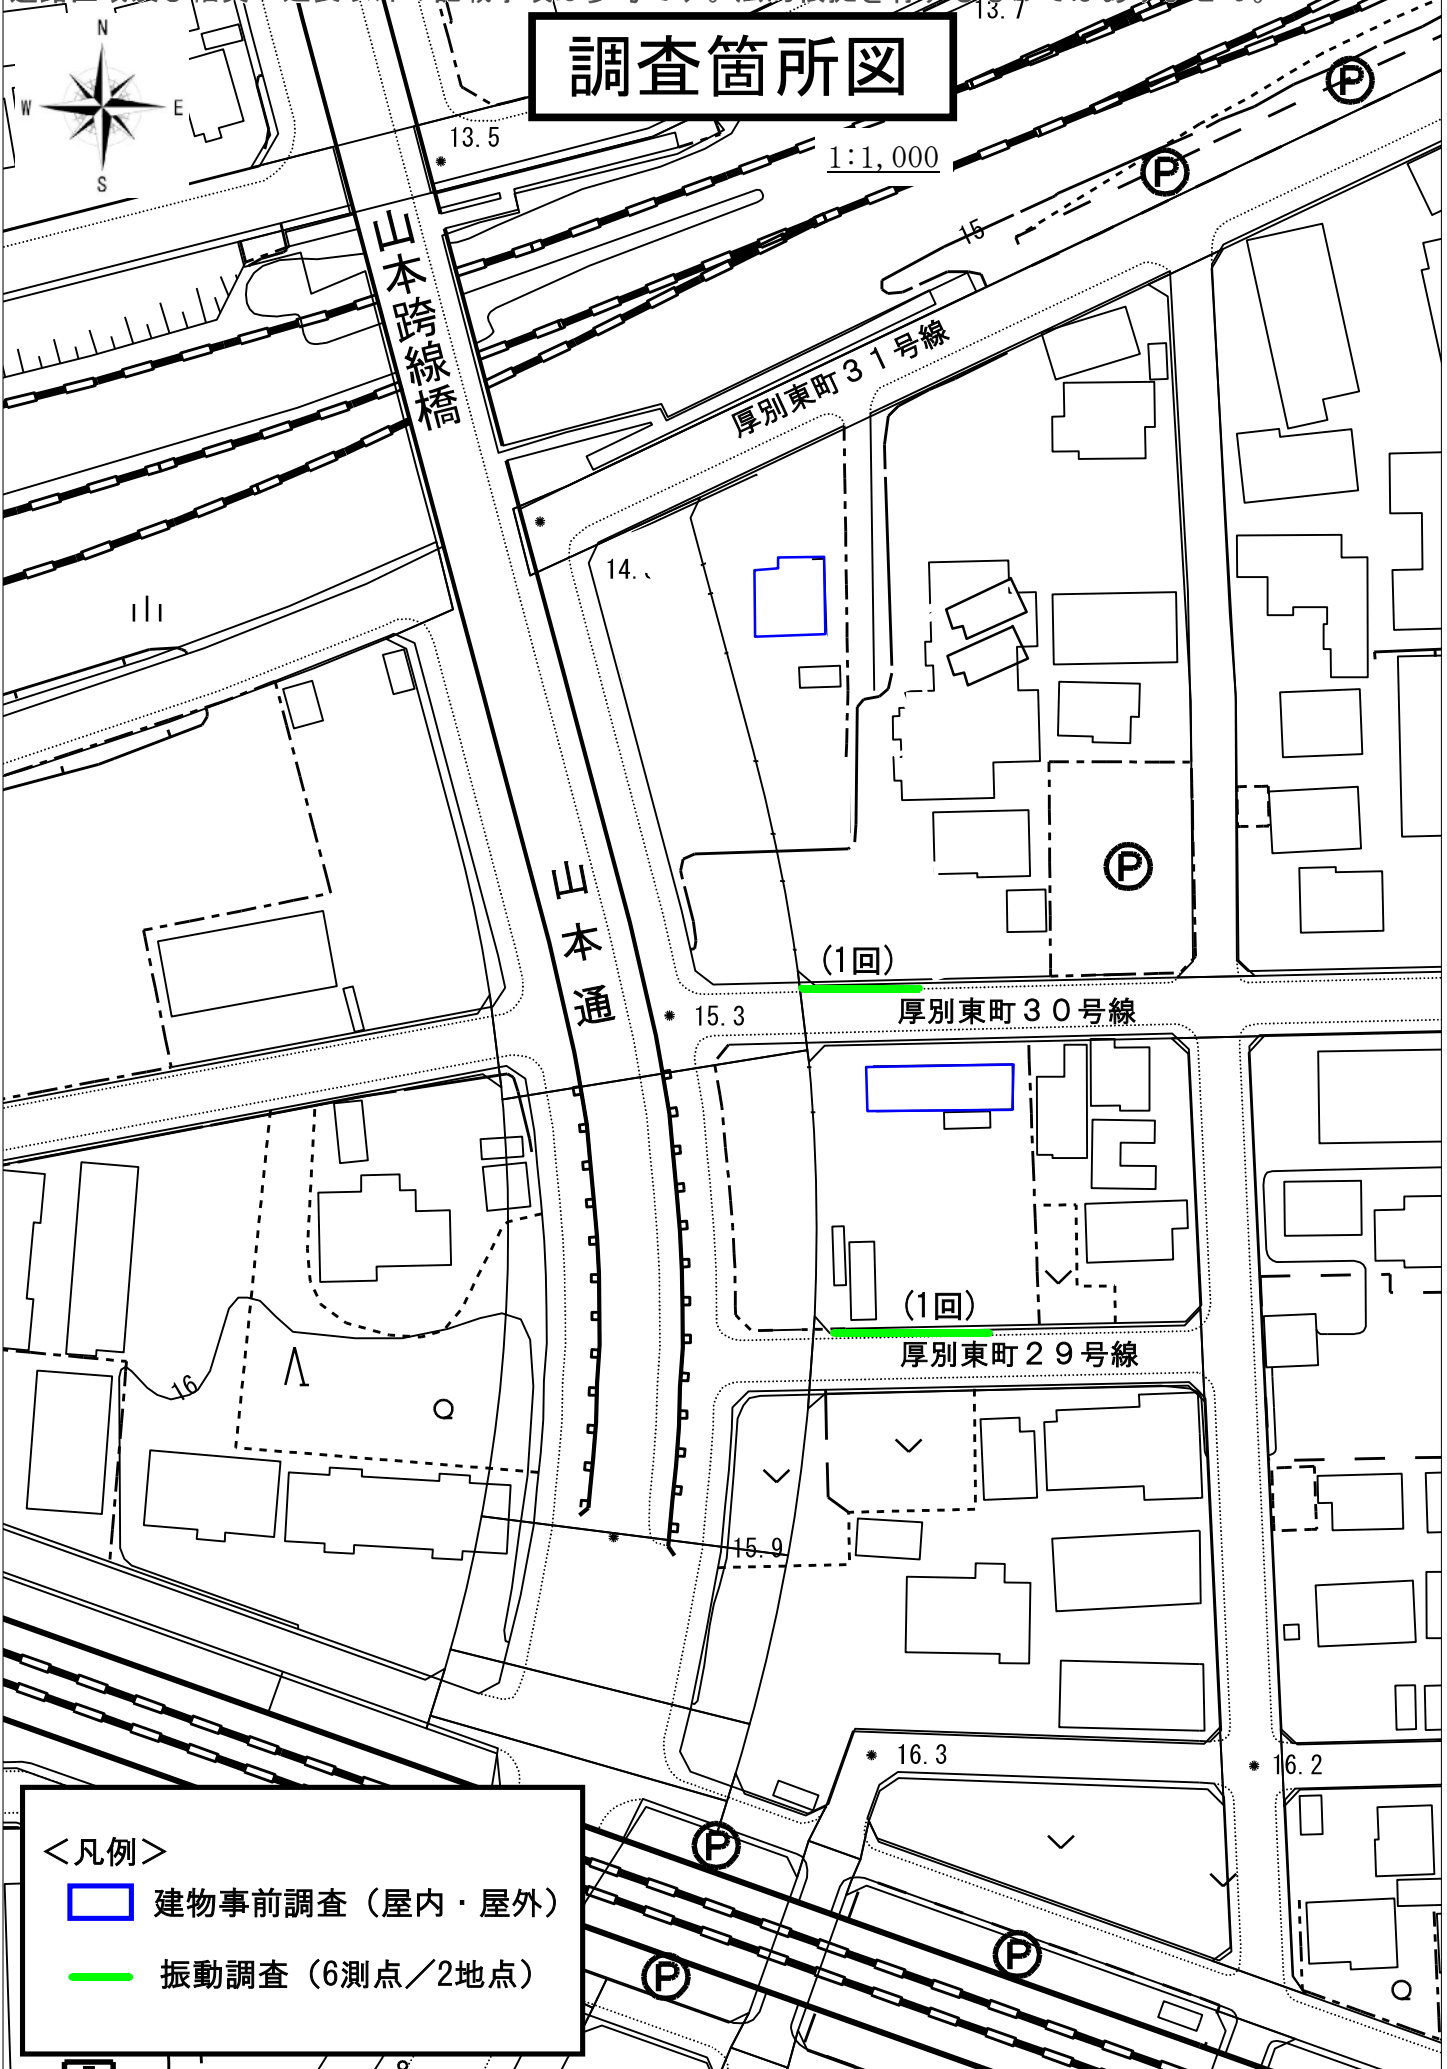 調査箇所図
1:1,000
N
W
E
S
13.7
13.5
P
P
15
山本跨線橋
厚別東町31号線
14.
P
山本通
(1回)
15.3
厚別東町30号線
(1回)
厚別東町29号線
16
15.9
16.3
16.2
P
P
P
＜凡例＞
建物事前調査（屋内・屋外）
振動調査（6測点／2地点）